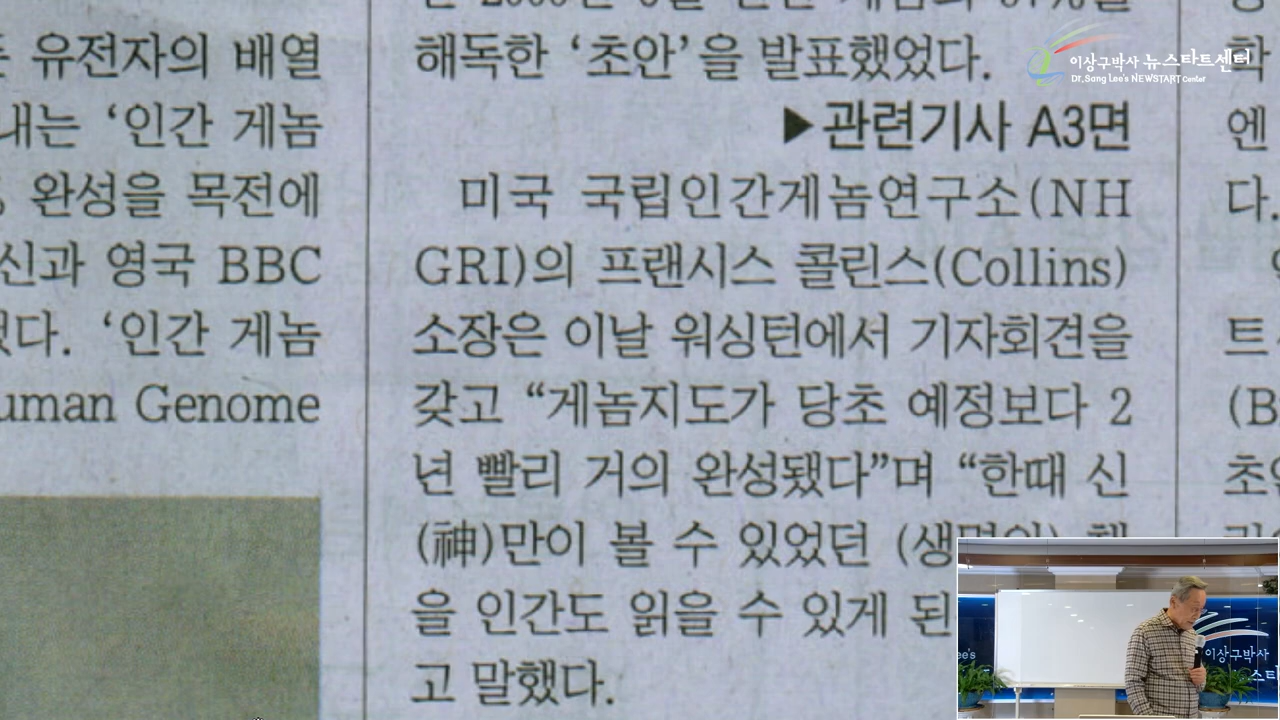 유전자의 배열
내는 ‘인간 게놈
완성을 목전에
영국 BBC
‘인간 게놈
Genome
해독한 ‘초안’을 발표했었다.
▶관련기사 A3면
미국 국립인간게놈연구소(NH
GRI)의 프랜시스 콜린스(Collins)
소장은 이날 워싱턴에서 기자회견을
갖고 “게놈지도가 당초 예정보다 2
년 빨리 거의 완성됐다”며 “한때 신
(神)만이 볼 수 있었던
을 인간도 읽을 수 있게 된
고 말했다.
학
엔
다.
트
(B
이상구박사 뉴스타트센터
Dr.Sang Lee's NEWSTART Center
이상구박사